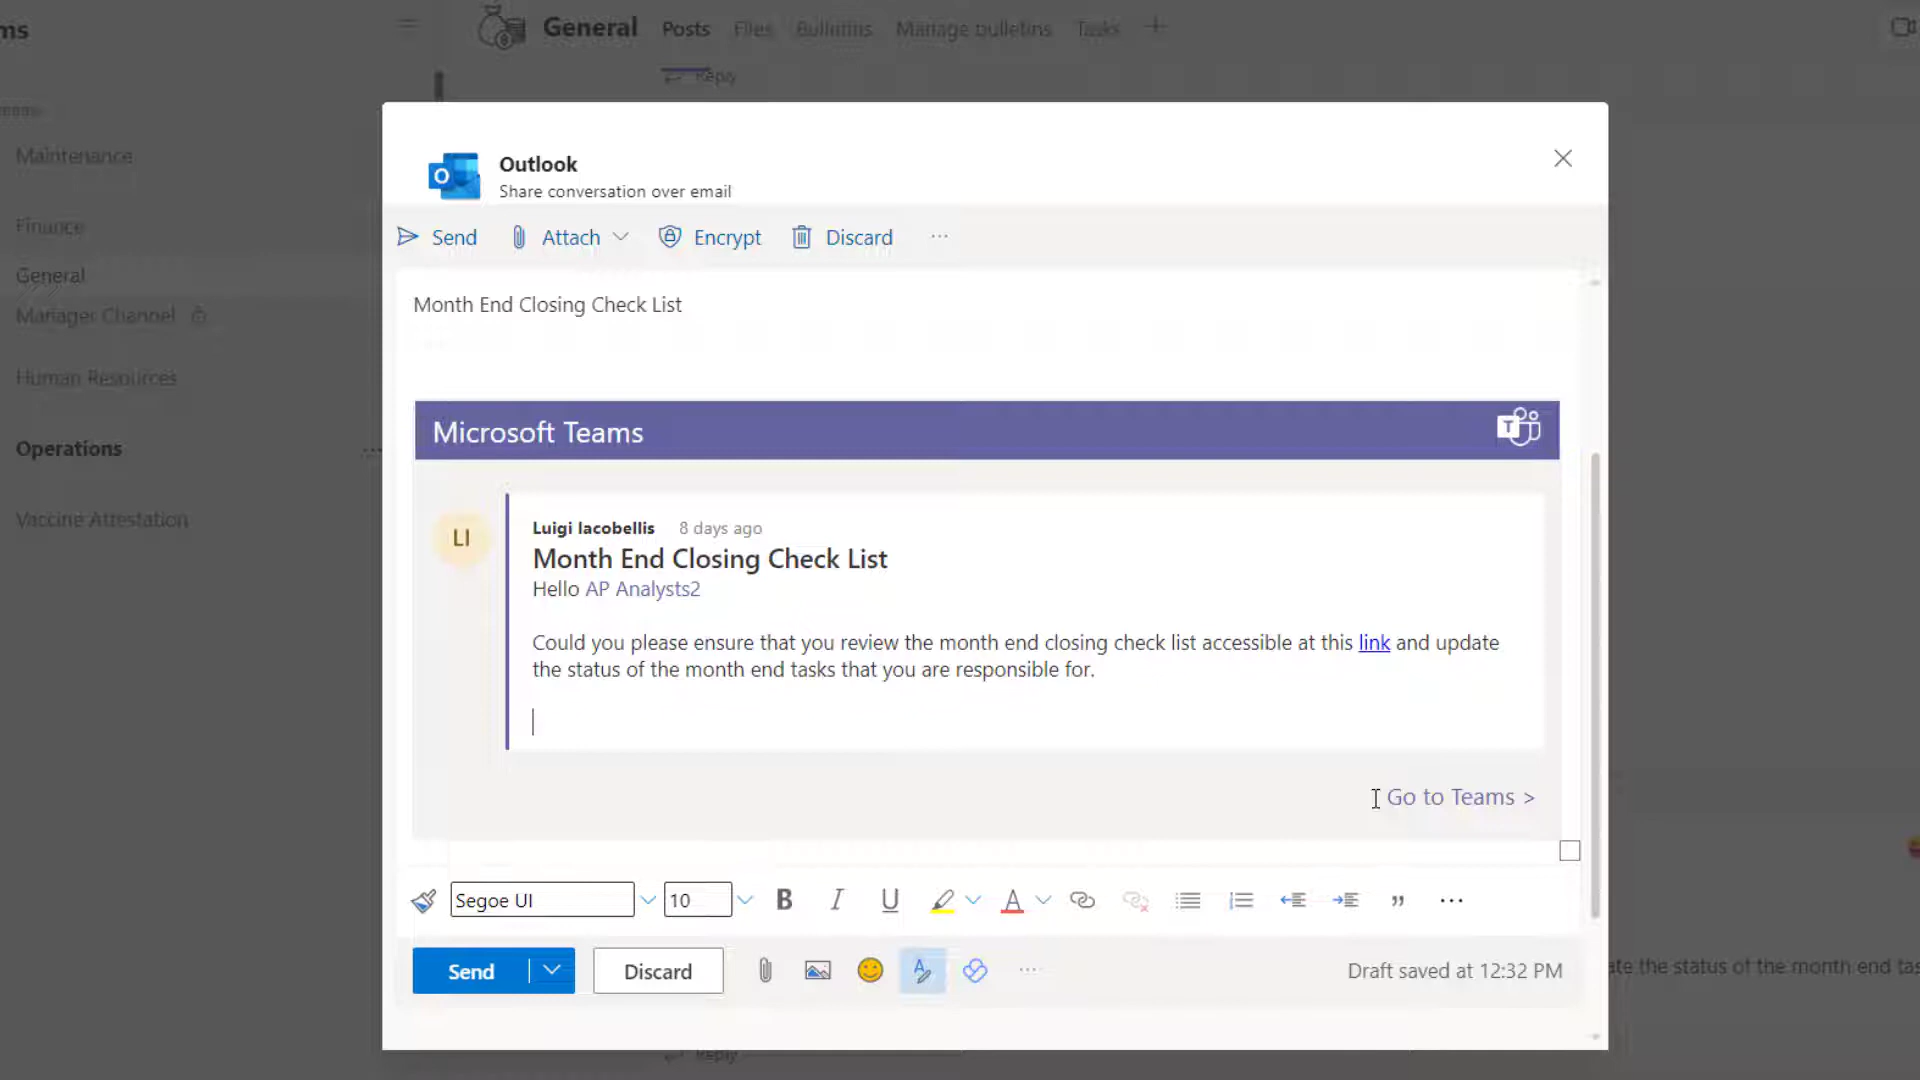 ms
General Posts Files Bulletins Manage bulletins Tasks
Reply
Maintenance
Finance
General
Manager Channel
Human Resources
Operations
Vaccine Attestation
Outlook
Share conversation over email
Send Attach Encrypt Discard
Month End Closing Check List
Microsoft Teams
T
LI
Luigi Iacobellis 8 days ago
Month End Closing Check List
Hello AP Analysts2
Could you please ensure that you review the month end closing check list accessible at this link and update
the status of the month end tasks that you are responsible for.
Go to Teams >
Segoe UI 10 B I U A
Send Discard Draft saved at 12:32 PM
ate the status of the month end tas
Reply